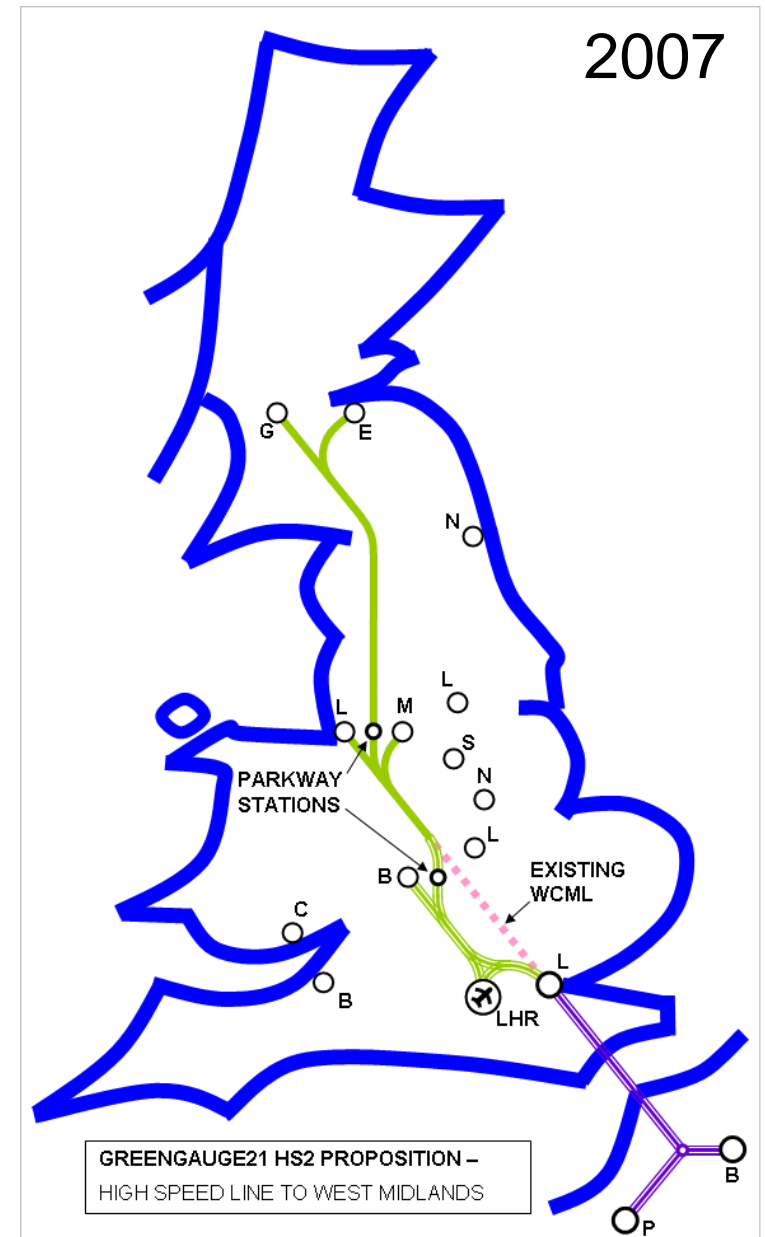 2007
G
E
N
L
L
M
S
PARKWAY
STATIONS
N
L
B
EXISTING
WCML
C
L
B
LHR
GREENGAUGE21 HS2 PROPOSITION –
HIGH SPEED LINE TO WEST MIDLANDS
B
P